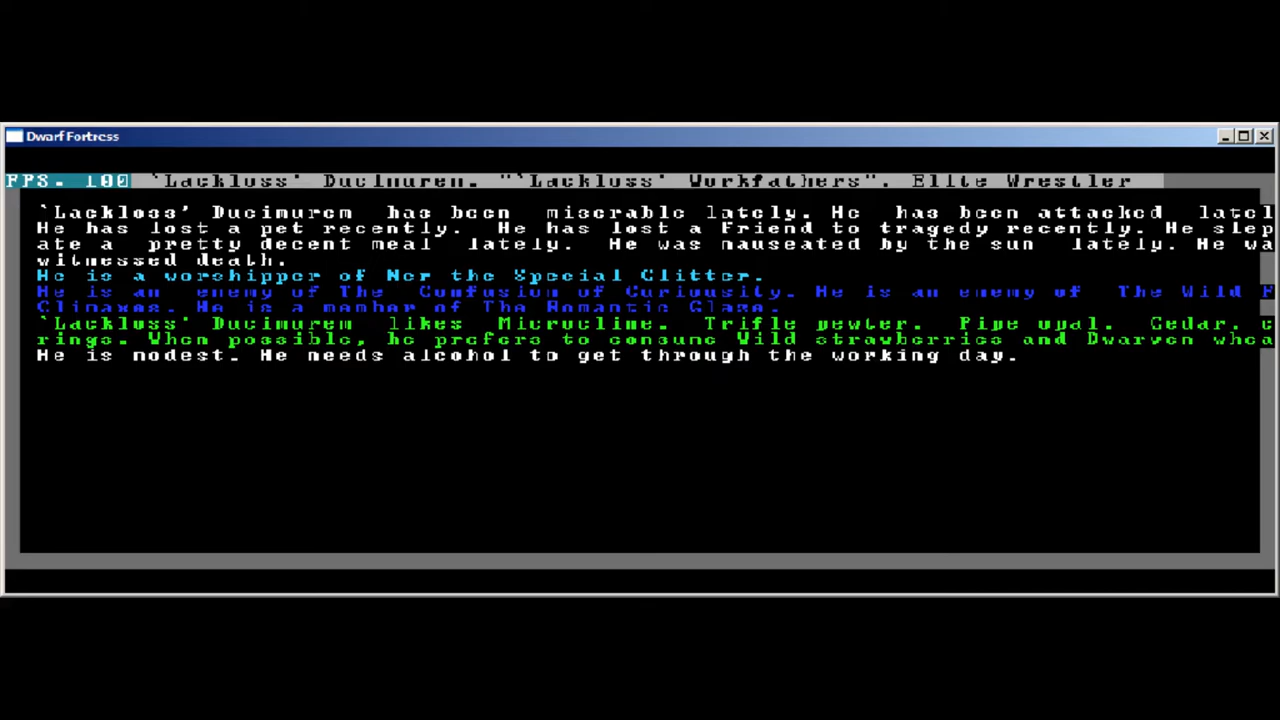 Dwarf Fortress
FPS. 100 `Lackloss' Ducimurem. "`Lackloss' Workfathers". Elite Wrestler
`Lackloss' Ducimurem has been miserable lately. He has been attacked latel
He has lost a pet recently. He has lost a friend to tragedy recently. He slep
ate a pretty decent meal lately. He was nauseated by the sun lately. He wa
witnessed death.
He is a worshipper of Ner the Special Glitter.
He is an enemy of The Confusion of Curiousity. He is an enemy of The Wild F
Climaxes. He is a member of The Romantic Glaze.
`Lackloss' Ducimurem likes Microcline. Trifle pewter. Pipe opal. Cedar, c
rings. When possible, he prefers to consume Wild strawberries and Dwarven whea
He is modest. He needs alcohol to get through the working day.